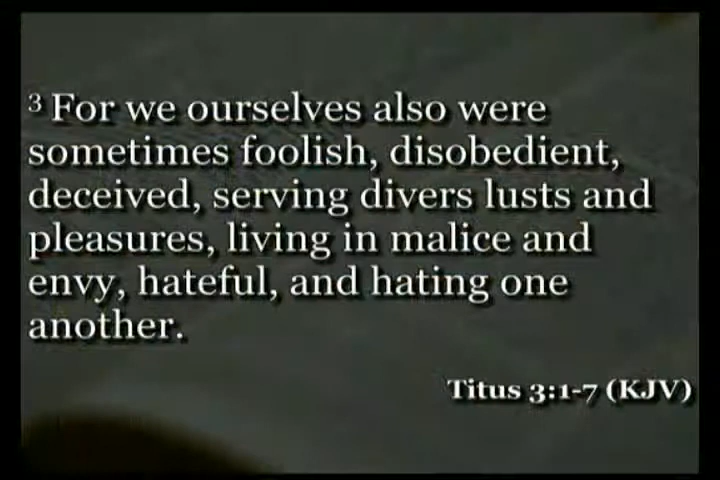 ³ For we ourselves also were
sometimes foolish, disobedient,
deceived, serving divers lusts and
pleasures, living in malice and
envy, hateful, and hating one
another.
Titus 3:1-7 (KJV)